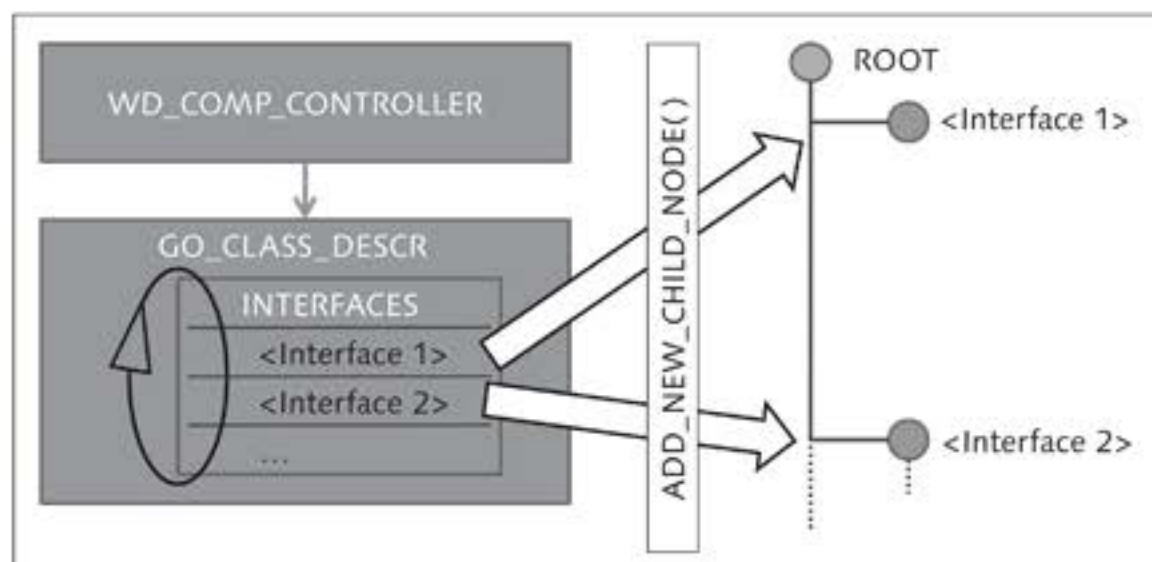 WD_COMP_CONTROLLER
GO_CLASS_DESCR
INTERFACES
<Interface 1>
<Interface 2>
...
ADD_NEW_CHILD_NODE( )
ROOT
<Interface 1>
<Interface 2>